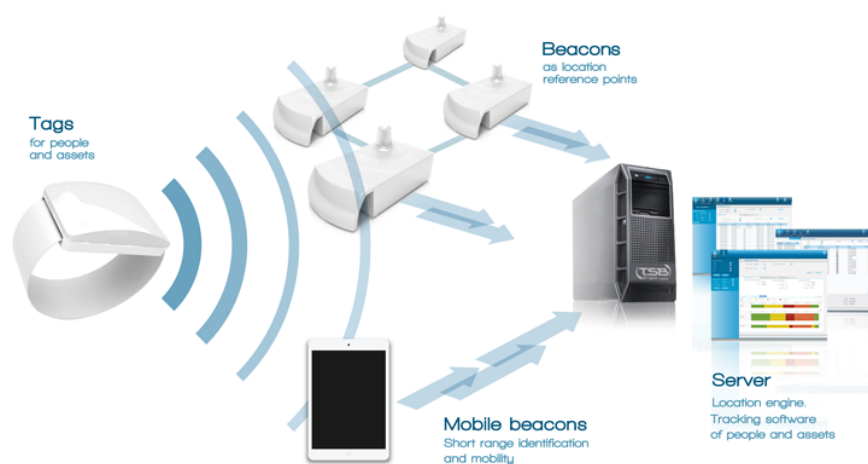 Beacons
as location
reference points
Tags
for people
and assets
TSB
Server
Location engine.
Tracking software
of people and assets
Mobile beacons
Short range identification
and mobility